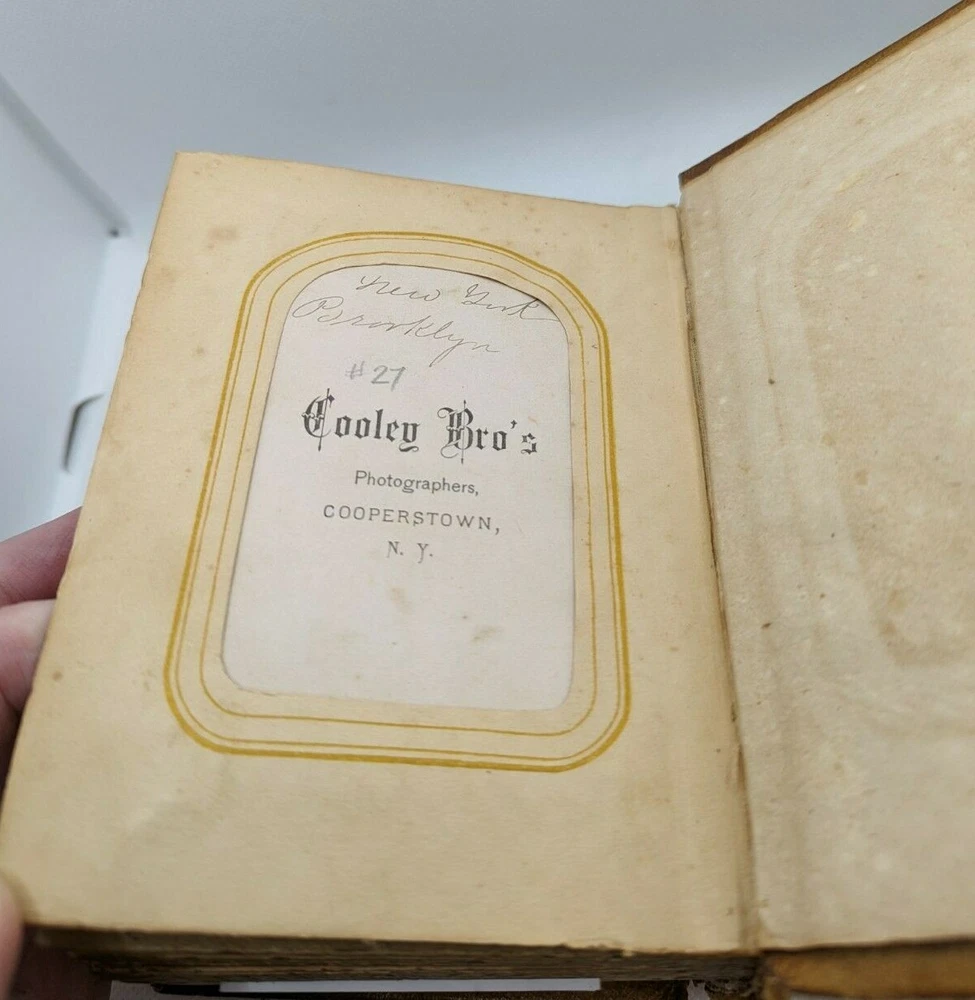 New York
Brooklyn
#27
Cooley Bro's
Photographers,
COOPERSTOWN,
N. Y.